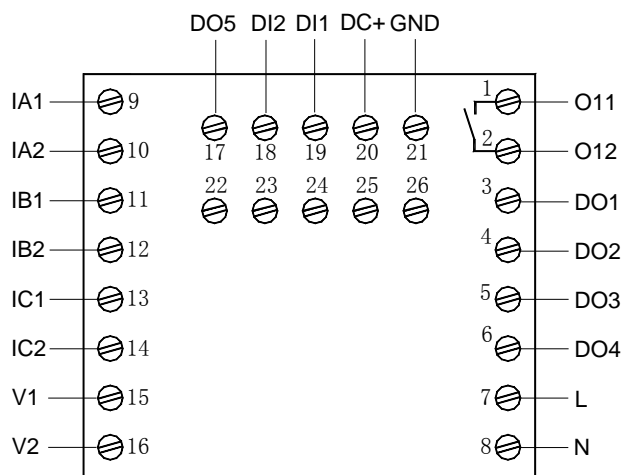 DO5 DI2 DI1 DC+ GND
IA1 9 1 O11
17 18 19 20 21
IA2 10 2 O12
22 23 24 25 26
IB1 11 3 DO1
IB2 12 4 DO2
IC1 13 5 DO3
IC2 14 6 DO4
V1 15 7 L
V2 16 8 N